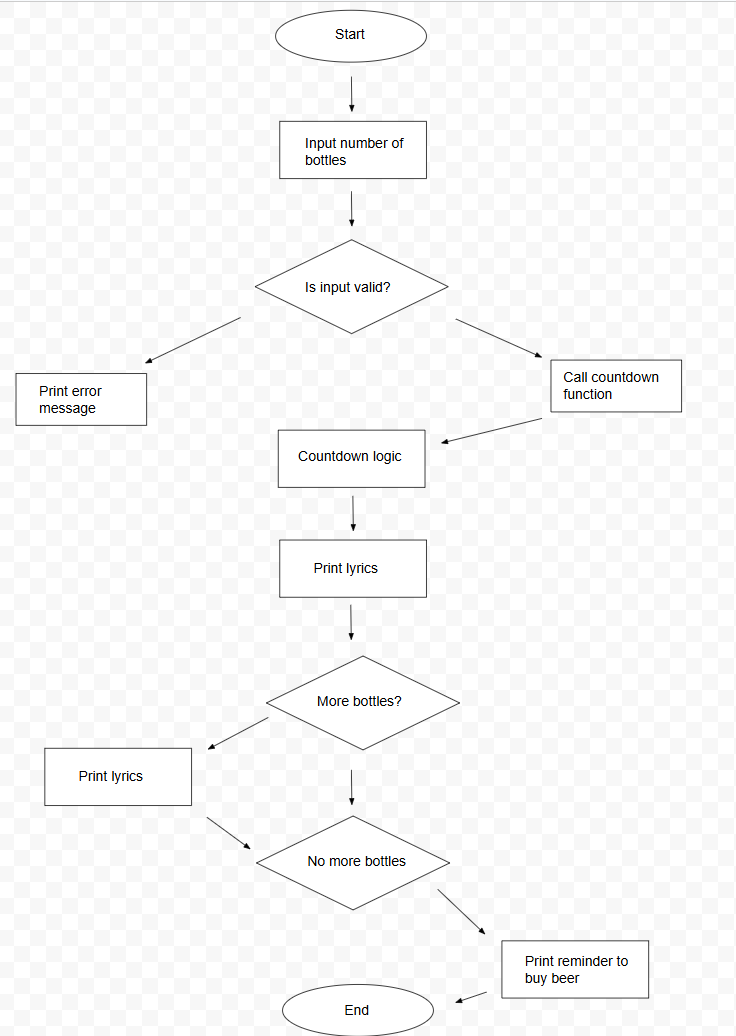 Start
Input number of
bottles
Is input valid?
Print error
message
Call countdown
function
Countdown logic
Print lyrics
More bottles?
Print lyrics
No more bottles
Print reminder to
buy beer
End